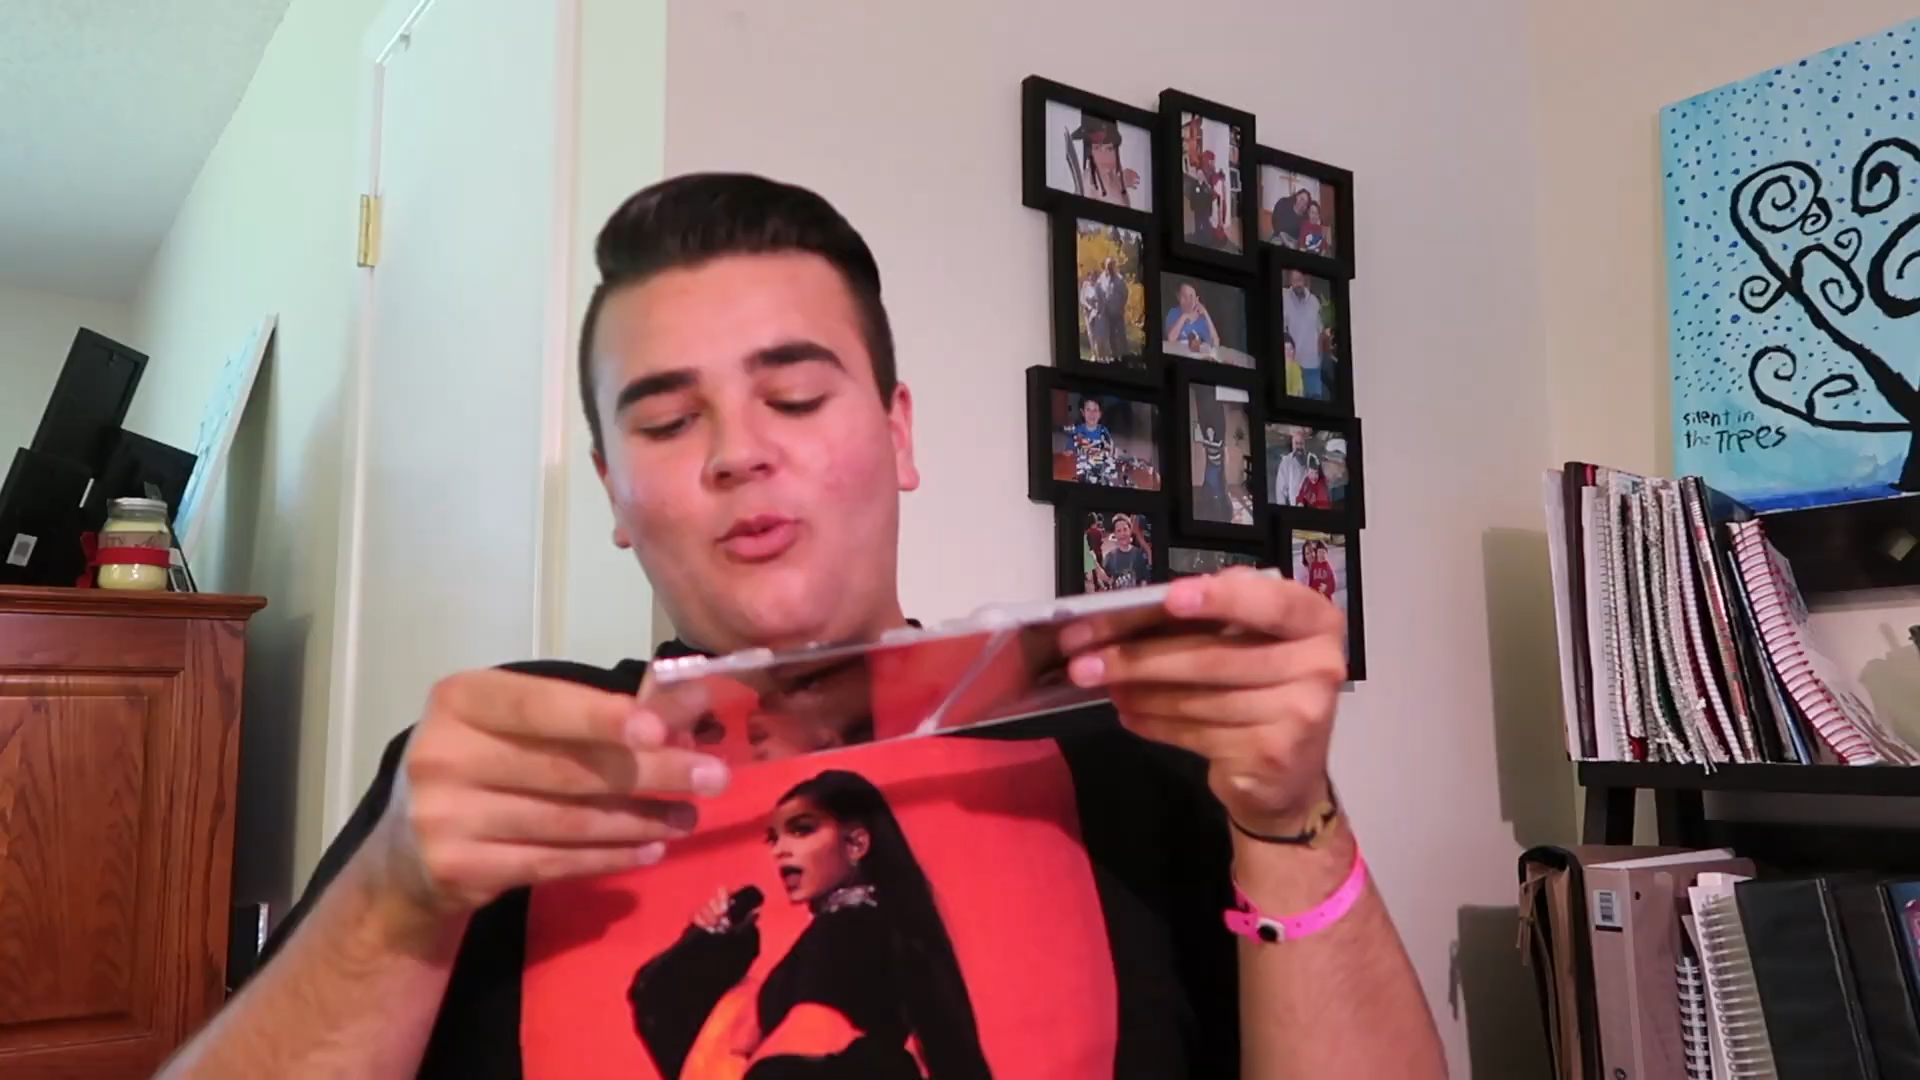 silent in
the Trees